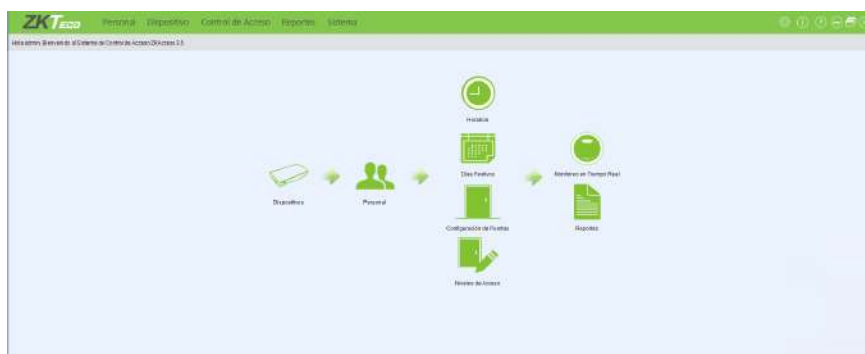 ZKTeco Personal Dispositivo Control de Acceso Reportes Sistema
Hola admin, Bienvenido al Sistema de Control de Acceso ZKAccess 3.5
Horarios
Días Festivos
Monitoreo en Tiempo Real
Dispositivos
Personal
Configuración de Puertas
Reportes
Niveles de Acceso